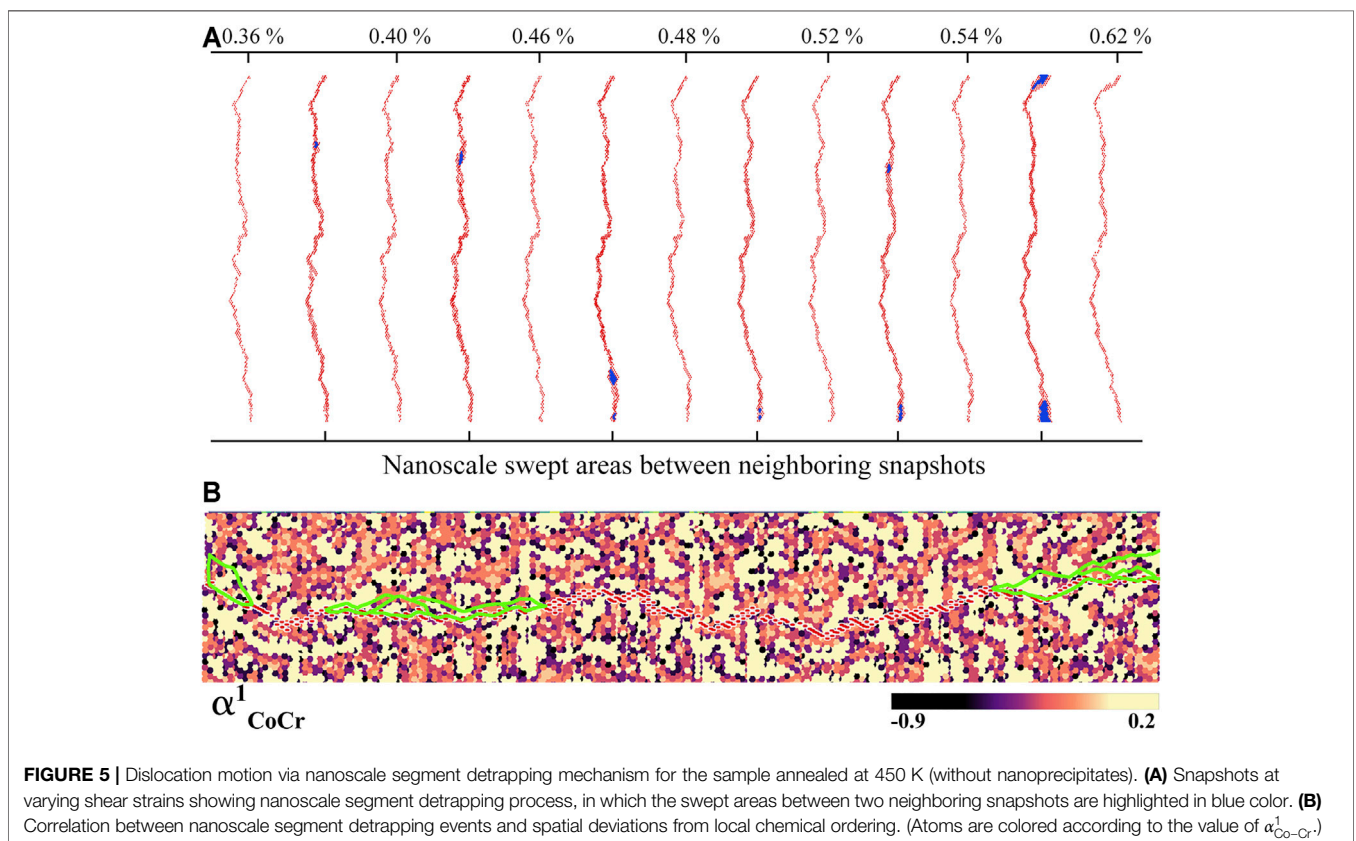 A 0.36 % 0.40 % 0.46 % 0.48 % 0.52 % 0.54 % 0.62 %
Nanoscale swept areas between neighboring snapshots
B
α¹CoCr
-0.9 0.2
FIGURE 5 | Dislocation motion via nanoscale segment detrapping mechanism for the sample annealed at 450 K (without nanoprecipitates). (A) Snapshots at
varying shear strains showing nanoscale segment detrapping process, in which the swept areas between two neighboring snapshots are highlighted in blue color. (B)
Correlation between nanoscale segment detrapping events and spatial deviations from local chemical ordering. (Atoms are colored according to the value of α¹Co−Cr.)